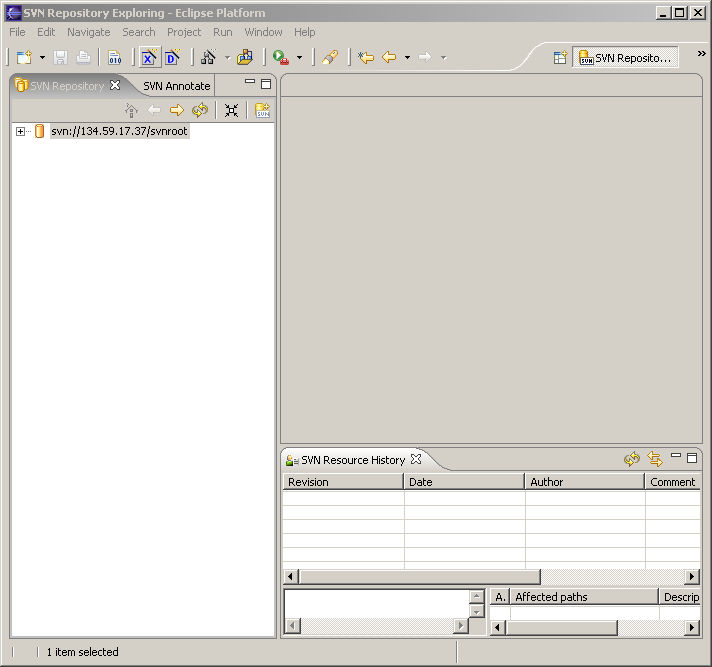 SVN Repository Exploring - Eclipse Platform
File Edit Navigate Search Project Run Window Help
SVN Reposito...
SVN Repository SVN Annotate
svn://134.59.17.37/svnroot
SVN Resource History
Revision Date Author Comment
A. Affected paths Descrip
1 item selected